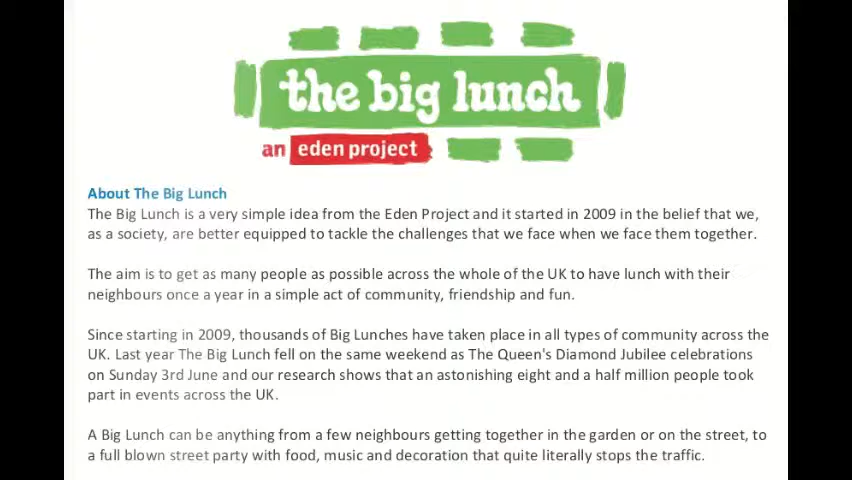 the big lunch
an eden project
About The Big Lunch
The Big Lunch is a very simple idea from the Eden Project and it started in 2009 in the belief that we,
as a society, are better equipped to tackle the challenges that we face when we face them together.
The aim is to get as many people as possible across the whole of the UK to have lunch with their
neighbours once a year in a simple act of community, friendship and fun.
Since starting in 2009, thousands of Big Lunches have taken place in all types of community across the
UK. Last year The Big Lunch fell on the same weekend as The Queen's Diamond Jubilee celebrations
on Sunday 3rd June and our research shows that an astonishing eight and a half million people took
part in events across the UK.
A Big Lunch can be anything from a few neighbours getting together in the garden or on the street, to
a full blown street party with food, music and decoration that quite literally stops the traffic.